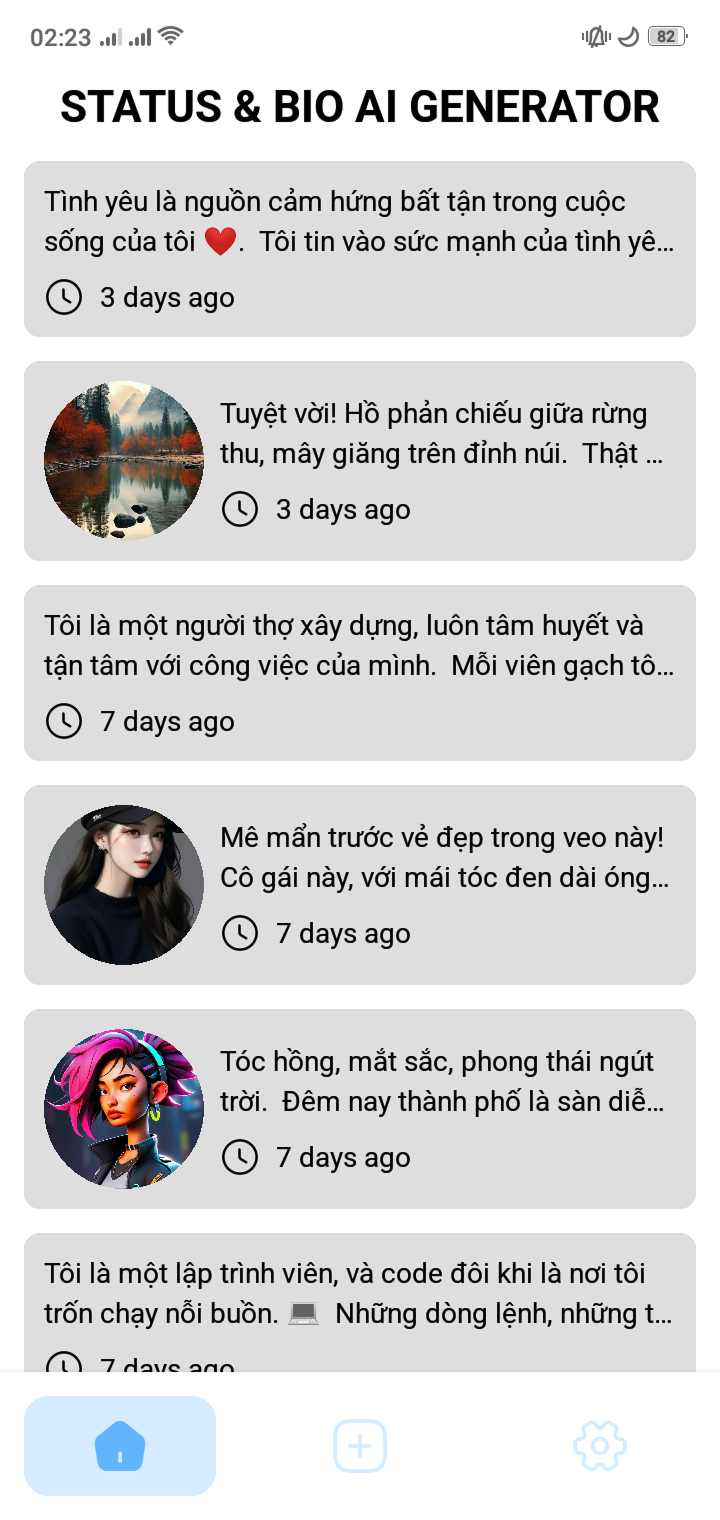 02:23
82
STATUS & BIO AI GENERATOR
Tình yêu là nguồn cảm hứng bất tận trong cuộc
sống của tôi ❤️.  Tôi tin vào sức mạnh của tình yê...
3 days ago
Tuyệt vời! Hồ phản chiếu giữa rừng
thu, mây giăng trên đỉnh núi.  Thật ...
3 days ago
Tôi là một người thợ xây dựng, luôn tâm huyết và
tận tâm với công việc của mình.  Mỗi viên gạch tô...
7 days ago
Mê mẩn trước vẻ đẹp trong veo này!
Cô gái này, với mái tóc đen dài óng...
7 days ago
Tóc hồng, mắt sắc, phong thái ngút
trời.  Đêm nay thành phố là sàn diễ...
7 days ago
Tôi là một lập trình viên, và code đôi khi là nơi tôi
trốn chạy nỗi buồn. 💻  Những dòng lệnh, những t...
7 days ago